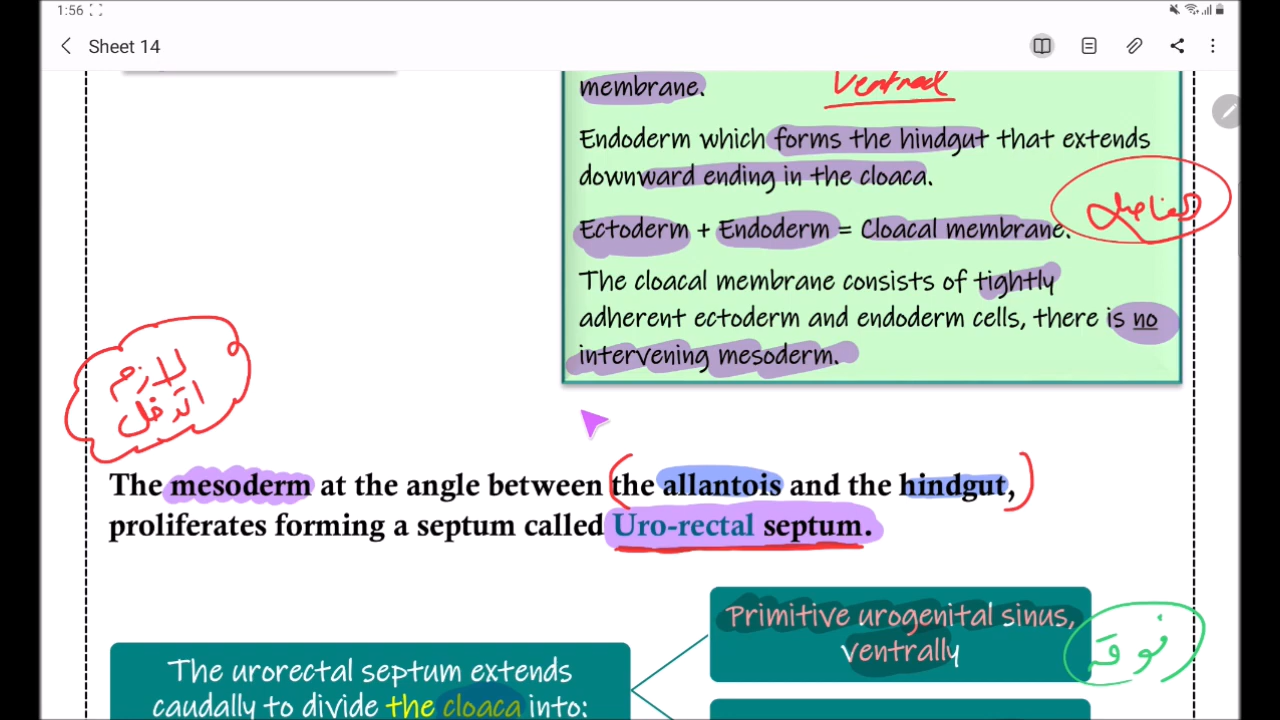 1:56
Sheet 14
membrane.
Ventral
Endoderm which forms the hindgut that extends
downward ending in the cloaca.
Ectoderm + Endoderm = Cloacal membrane.
The cloacal membrane consists of tightly
adherent ectoderm and endoderm cells, there is no
intervening mesoderm.
لازم
اتدخل
The mesoderm at the angle between the allantois and the hindgut,
proliferates forming a septum called Uro-rectal septum.
Primitive urogenital sinus,
ventrally
فوقه
The urorectal septum extends
caudally to divide the cloaca into: